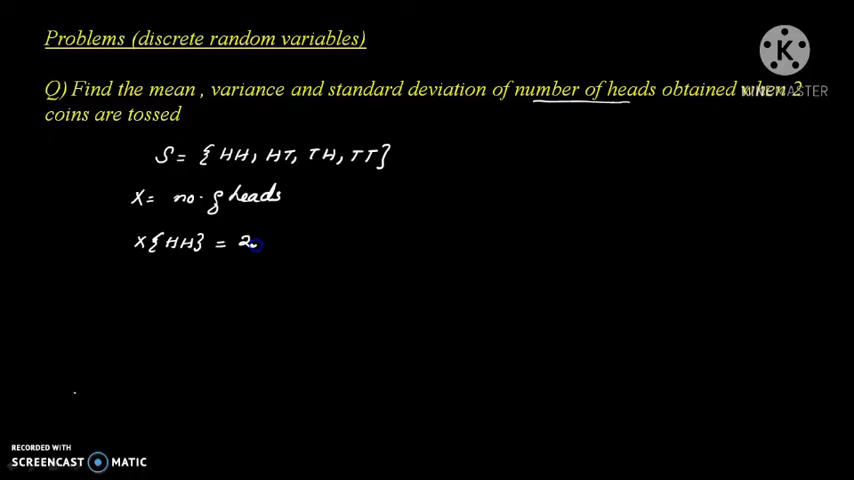 Problems (discrete random variables)
Q) Find the mean , variance and standard deviation of number of heads obtained when 2
KINEMASTER
coins are tossed
S = { HH, HT, TH, TT }
X = no. of heads
X{HH} = 2
RECORDED WITH
SCREENCAST MATIC